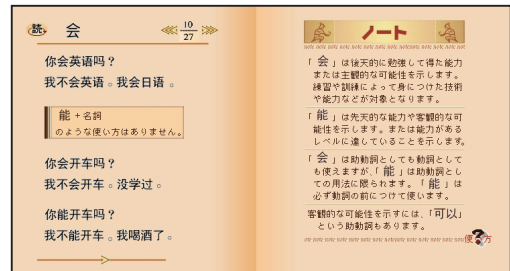 読 会 10/27
你会英语吗？
我不会英语。我会日语。
能 +名詞
のような使い方はありません。
你会开车吗？
我不会开车。没学过。
你能开车吗？
我不能开车。我喝酒了。
ノート
「会」は後天的に勉強して得た能力
または主観的な可能性を示します。
練習や訓練によって身につけた技術
や能力などが対象となります。
「能」は先天的な能力や客観的な可
能性を示します。または能力がある
レベルに達していることを示します。
「会」は助動詞としても動詞として
も使えますが、「能」は助動詞とし
ての用法に限られます。「能」は
必ず動詞の前につけて使います。
客観的な可能性を示すには、「可以」
という助動詞もあります。
使?方